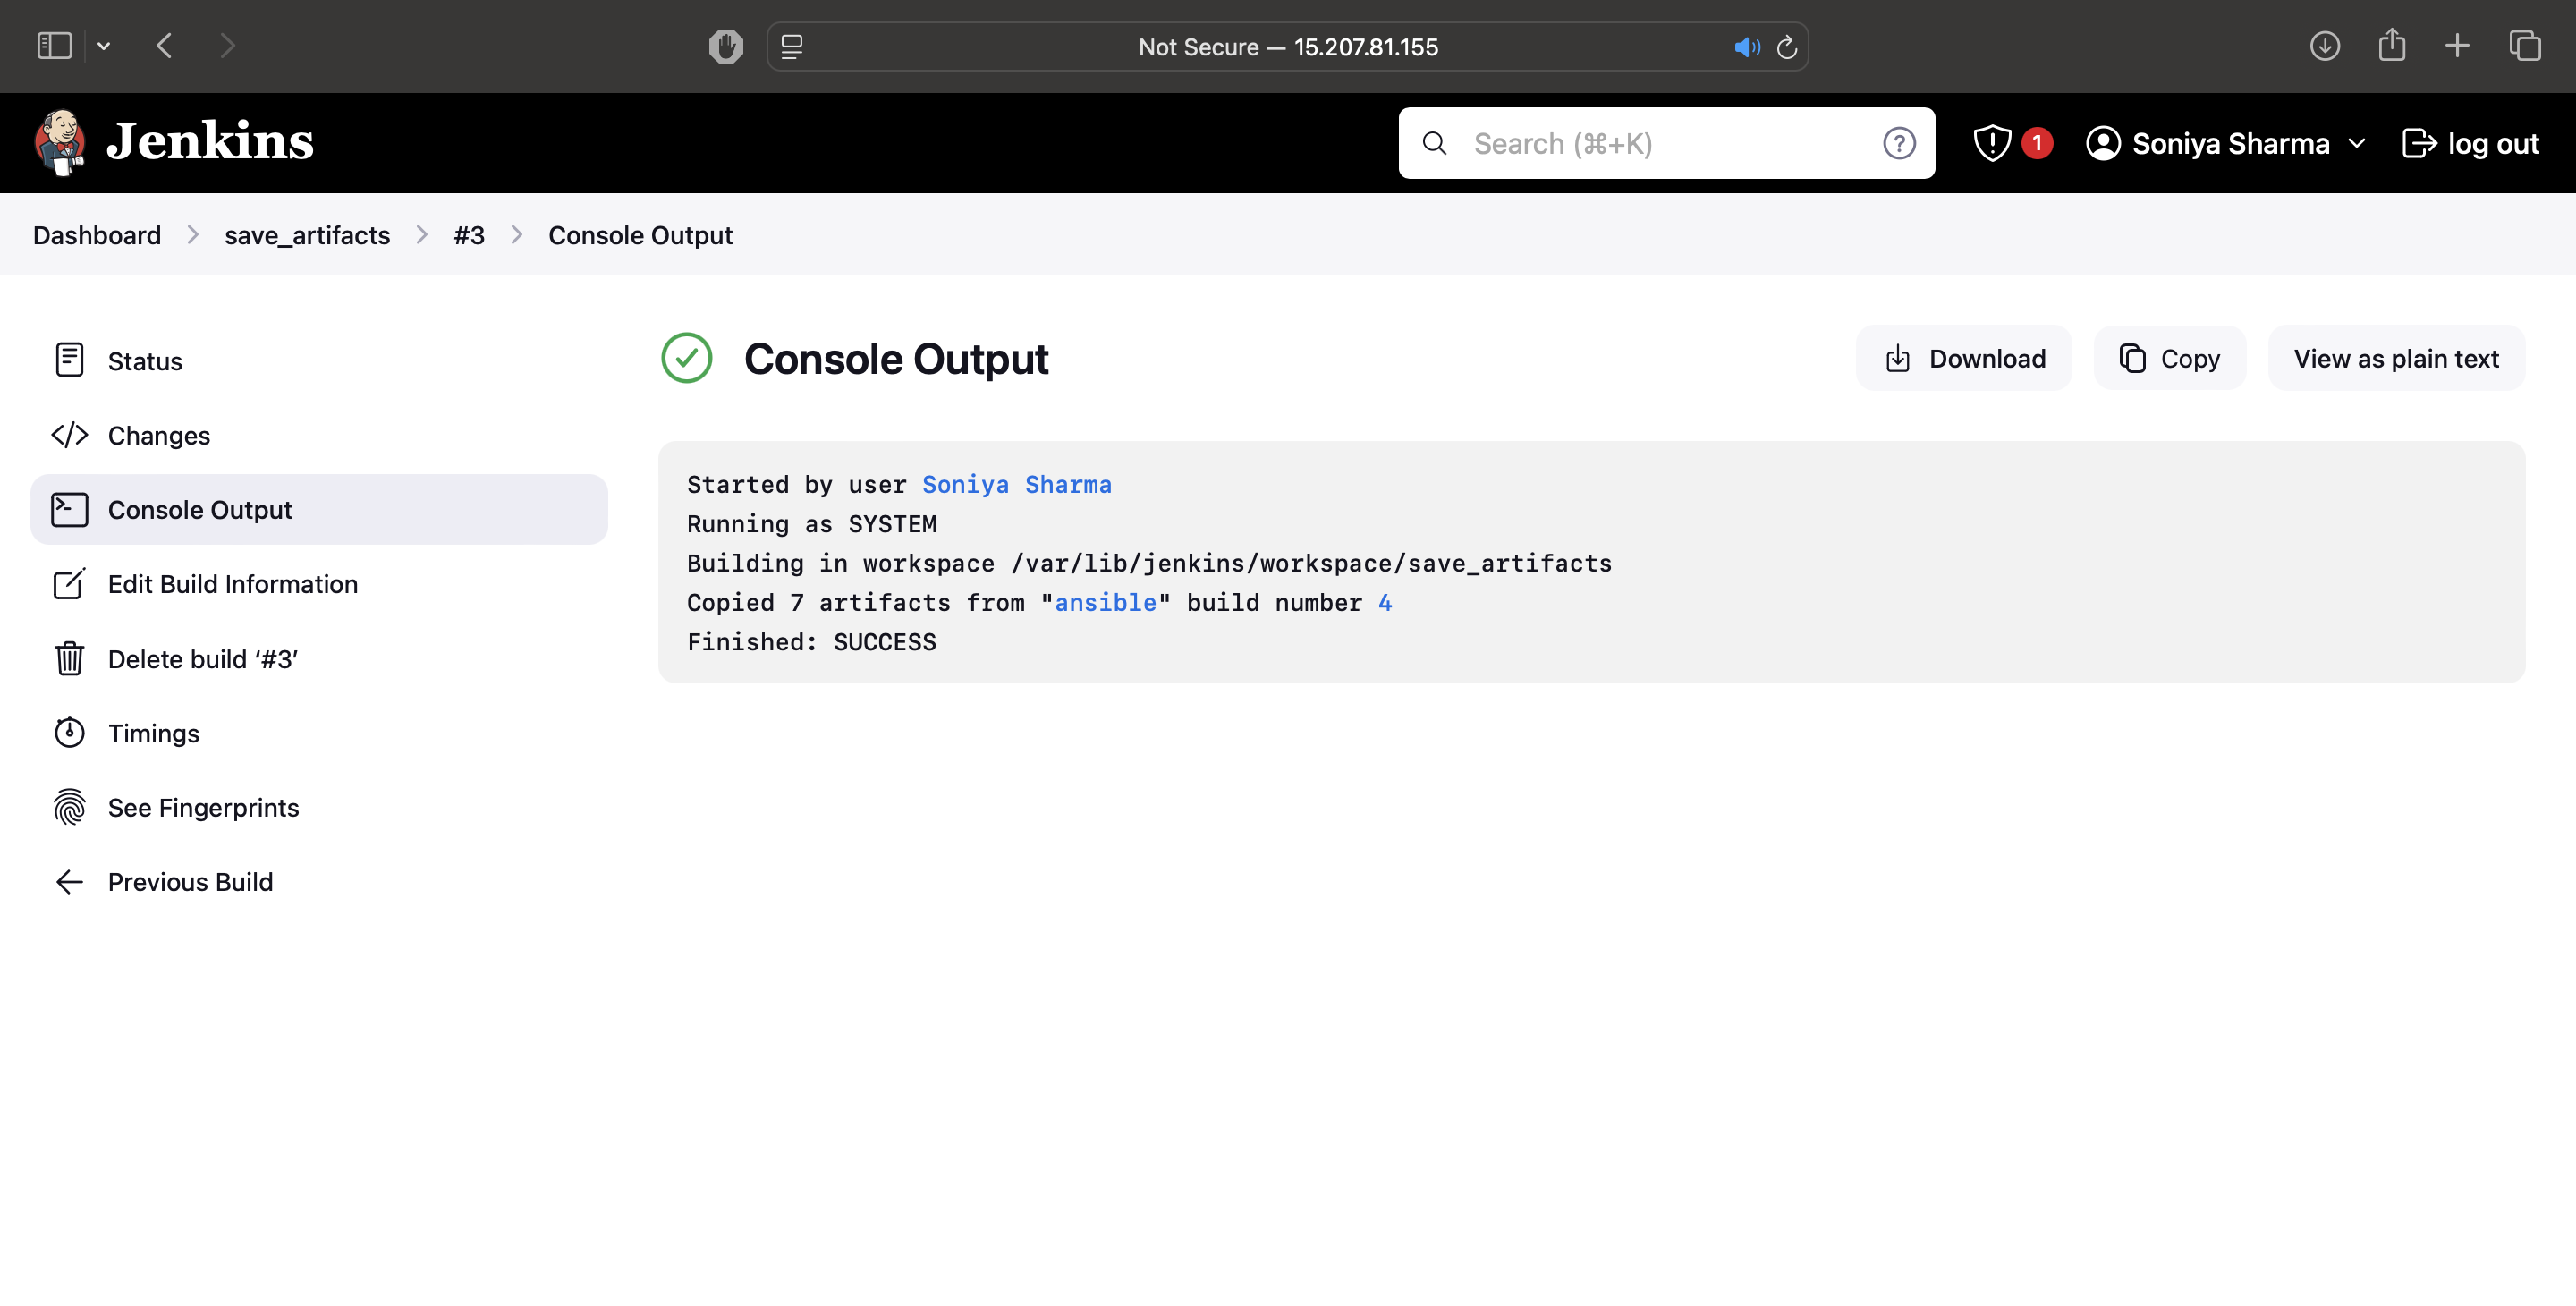 Not Secure — 15.207.81.155
Jenkins
Search (⌘+K)
?
1
Soniya Sharma
log out
Dashboard
save_artifacts
#3
Console Output
Status
Changes
Console Output
Edit Build Information
Delete build ‘#3’
Timings
See Fingerprints
Previous Build
Console Output
Download
Copy
View as plain text
Started by user Soniya Sharma
Running as SYSTEM
Building in workspace /var/lib/jenkins/workspace/save_artifacts
Copied 7 artifacts from "ansible" build number 4
Finished: SUCCESS